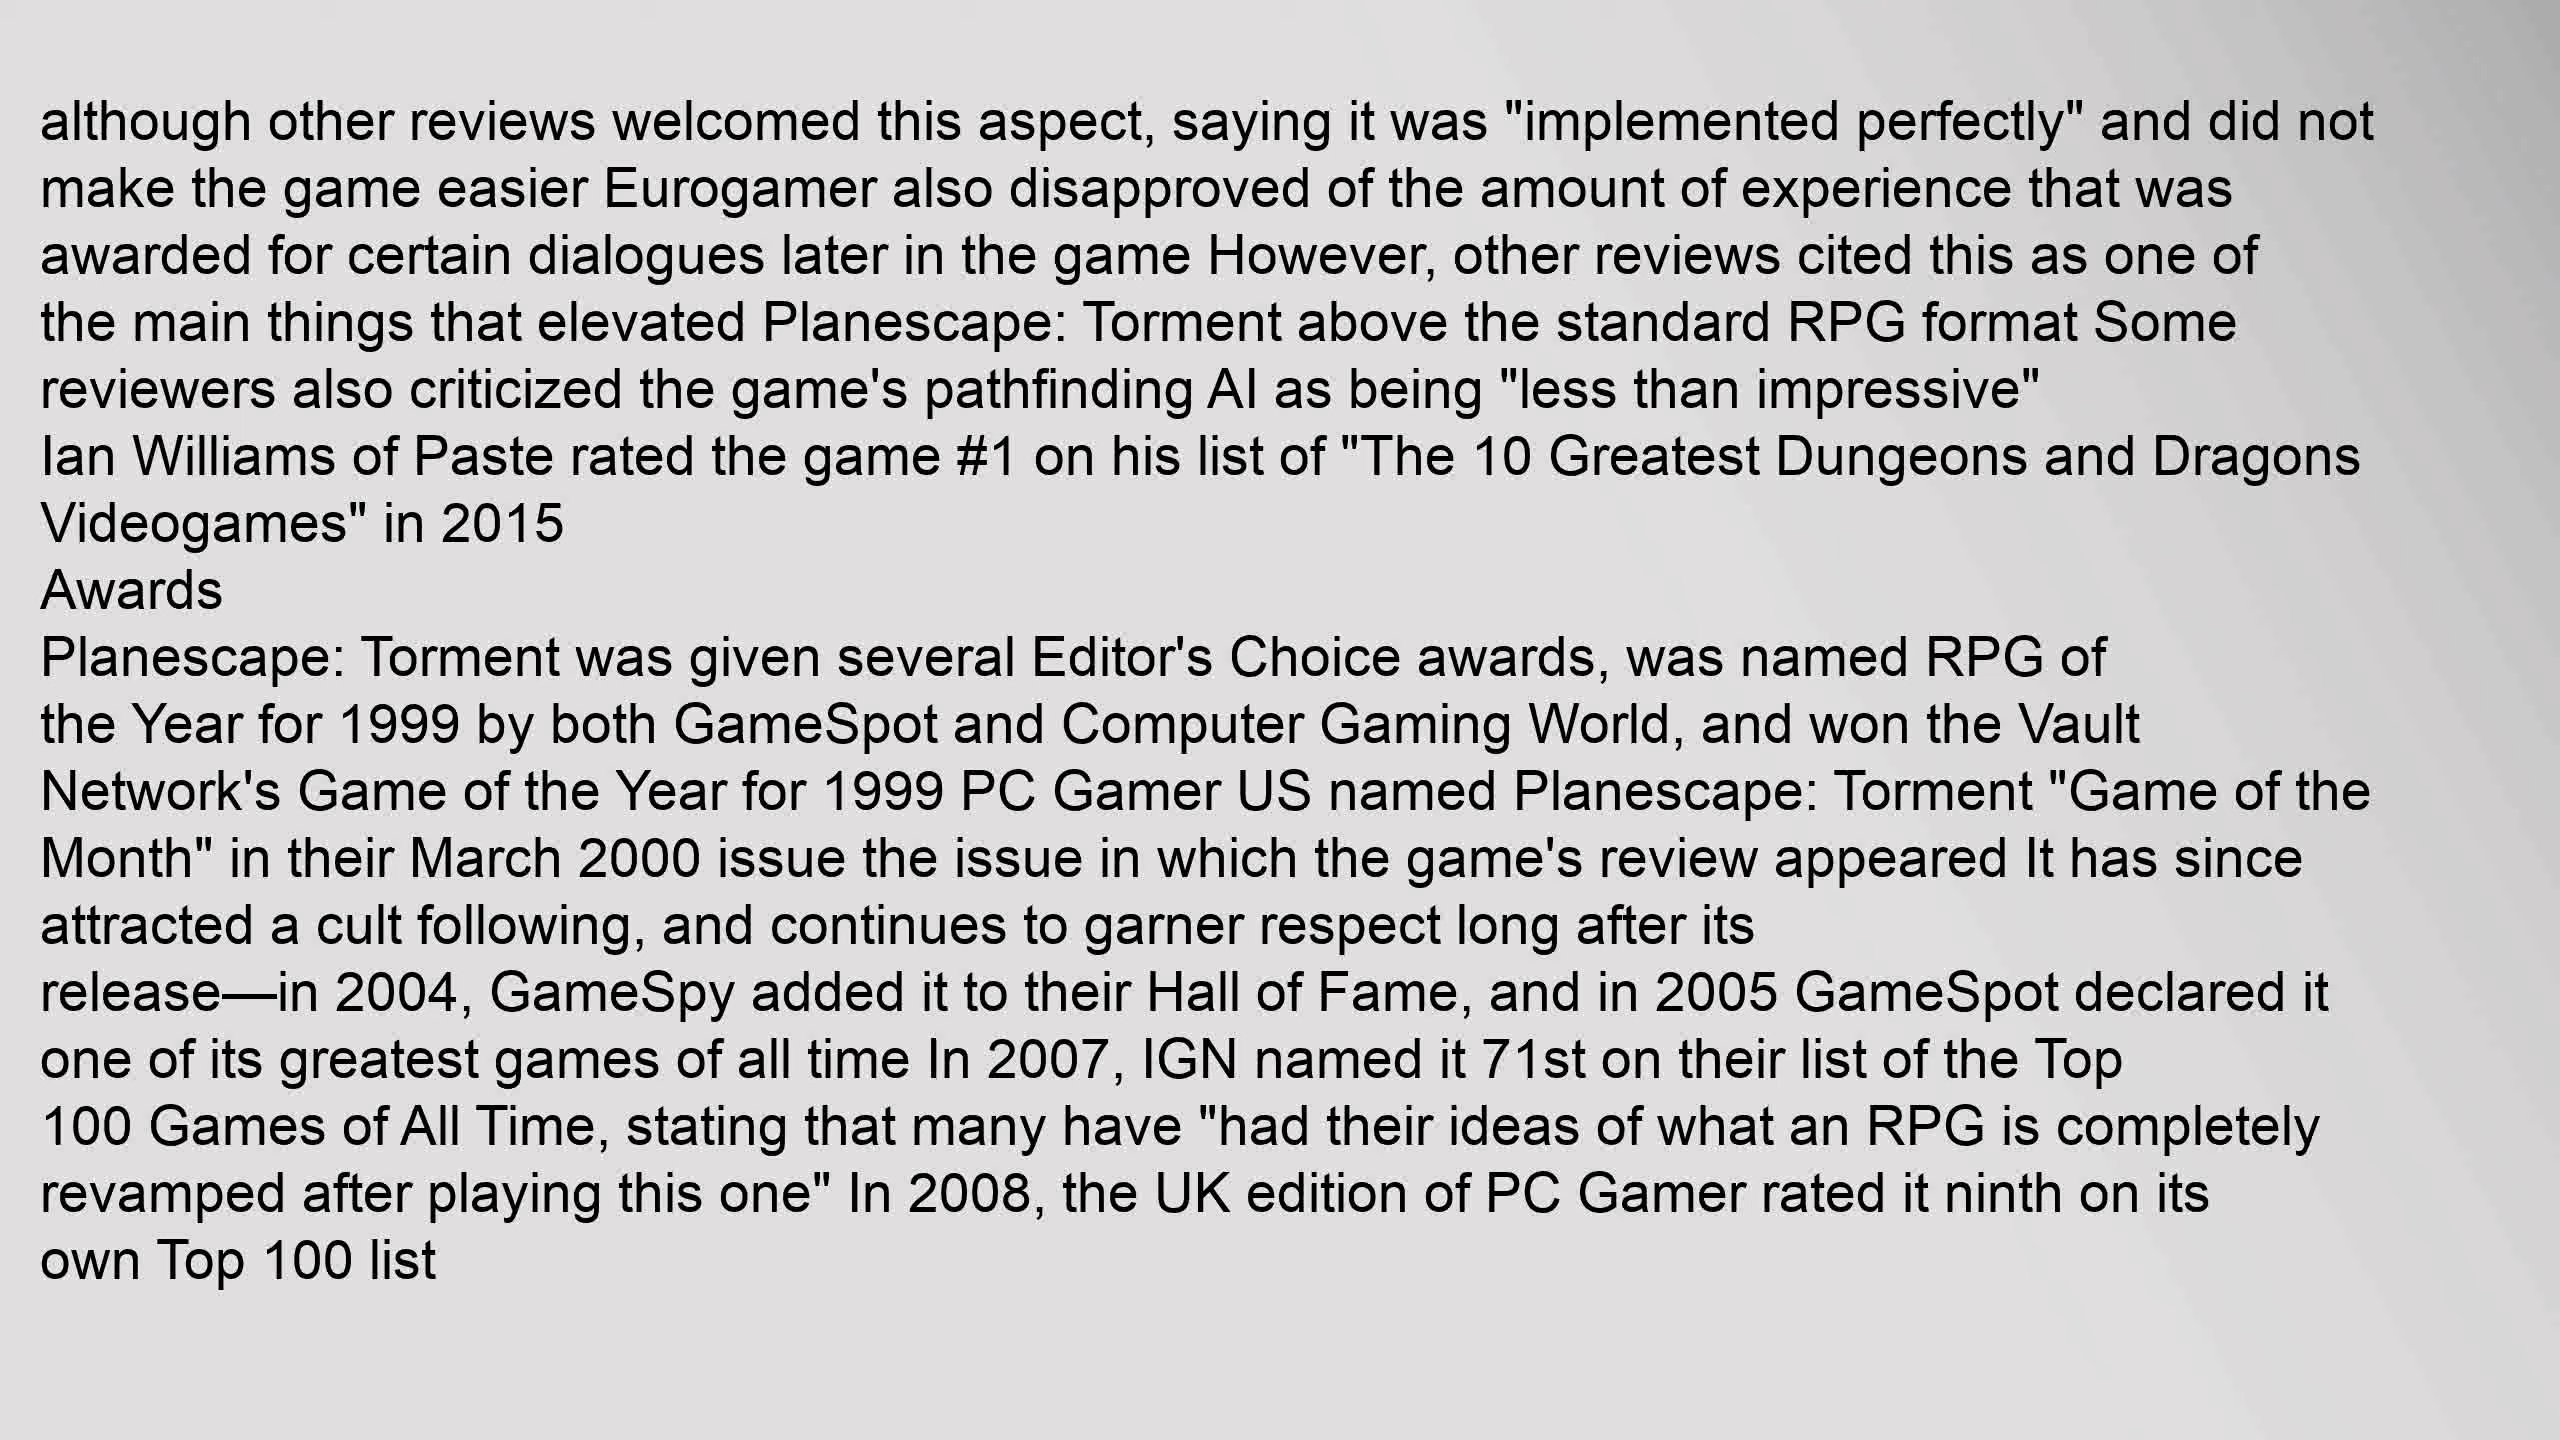 although other reviews welcomed this aspect, saying it was "implemented perfectly" and did not
make the game easier Eurogamer also disapproved of the amount of experience that was
awarded for certain dialogues later in the game However, other reviews cited this as one of
the main things that elevated Planescape: Torment above the standard RPG format Some
reviewers also criticized the game's pathfinding AI as being "less than impressive"
Ian Williams of Paste rated the game #1 on his list of "The 10 Greatest Dungeons and Dragons
Videogames" in 2015
Awards
Planescape: Torment was given several Editor's Choice awards, was named RPG of
the Year for 1999 by both GameSpot and Computer Gaming World, and won the Vault
Network's Game of the Year for 1999 PC Gamer US named Planescape: Torment "Game of the
Month" in their March 2000 issue the issue in which the game's review appeared It has since
attracted a cult following, and continues to garner respect long after its
release—in 2004, GameSpy added it to their Hall of Fame, and in 2005 GameSpot declared it
one of its greatest games of all time In 2007, IGN named it 71st on their list of the Top
100 Games of All Time, stating that many have "had their ideas of what an RPG is completely
revamped after playing this one" In 2008, the UK edition of PC Gamer rated it ninth on its
own Top 100 list